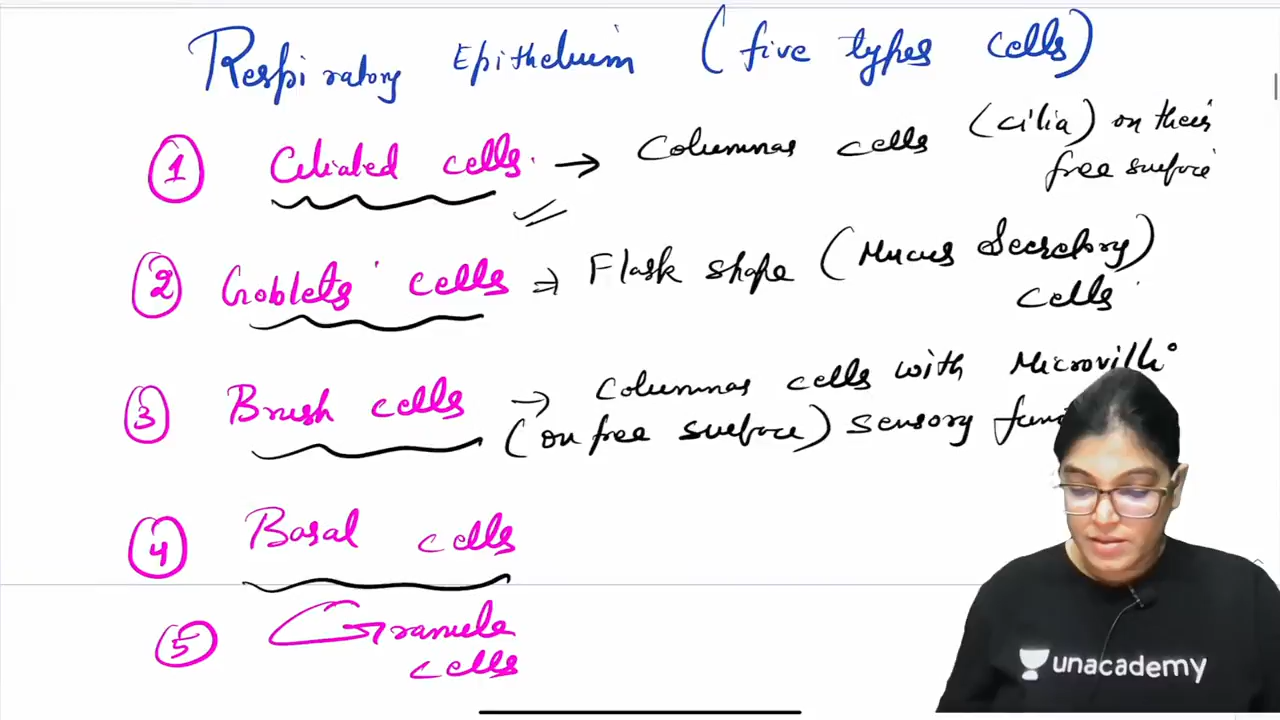 Respiratory Epithelium (five types cells)
1 Ciliated cells. → Columnar cells (cilia) on their
free surface
2 Goblets cells ⇒ Flask shape (Mucus Secretory)
cells
3 Brush cells → Columnar cells with Microvilli
(on free surface) sensory
4 Basal cells
5 Granule
cells
unacademy